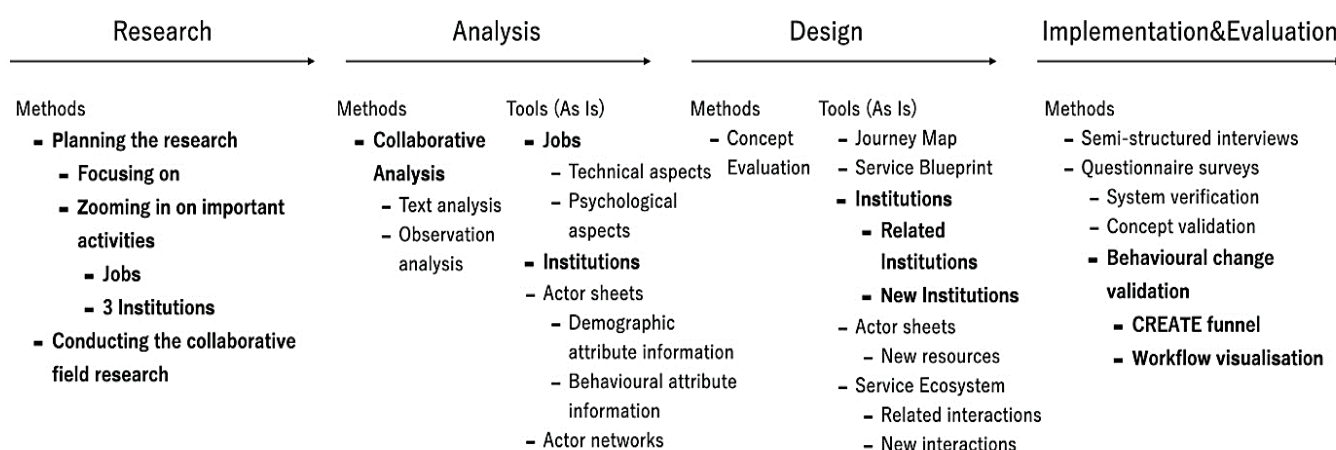 Research
Analysis
Design
Implementation&Evaluation
Methods
- Planning the research
- Focusing on
- Zooming in on important
activities
- Jobs
- 3 Institutions
- Conducting the collaborative
field research
Methods
- Collaborative
Analysis
- Text analysis
- Observation
analysis
Tools (As Is)
- Jobs
- Technical aspects
- Psychological
aspects
- Institutions
- Actor sheets
- Demographic
attribute information
- Behavioural attribute
information
- Actor networks
Methods
- Concept
Evaluation
Tools (As Is)
- Journey Map
- Service Blueprint
- Institutions
- Related
Institutions
- New Institutions
- Actor sheets
- New resources
- Service Ecosystem
- Related interactions
- New interactions
Methods
- Semi-structured interviews
- Questionnaire surveys
- System verification
- Concept validation
- Behavioural change
validation
- CREATE funnel
- Workflow visualisation